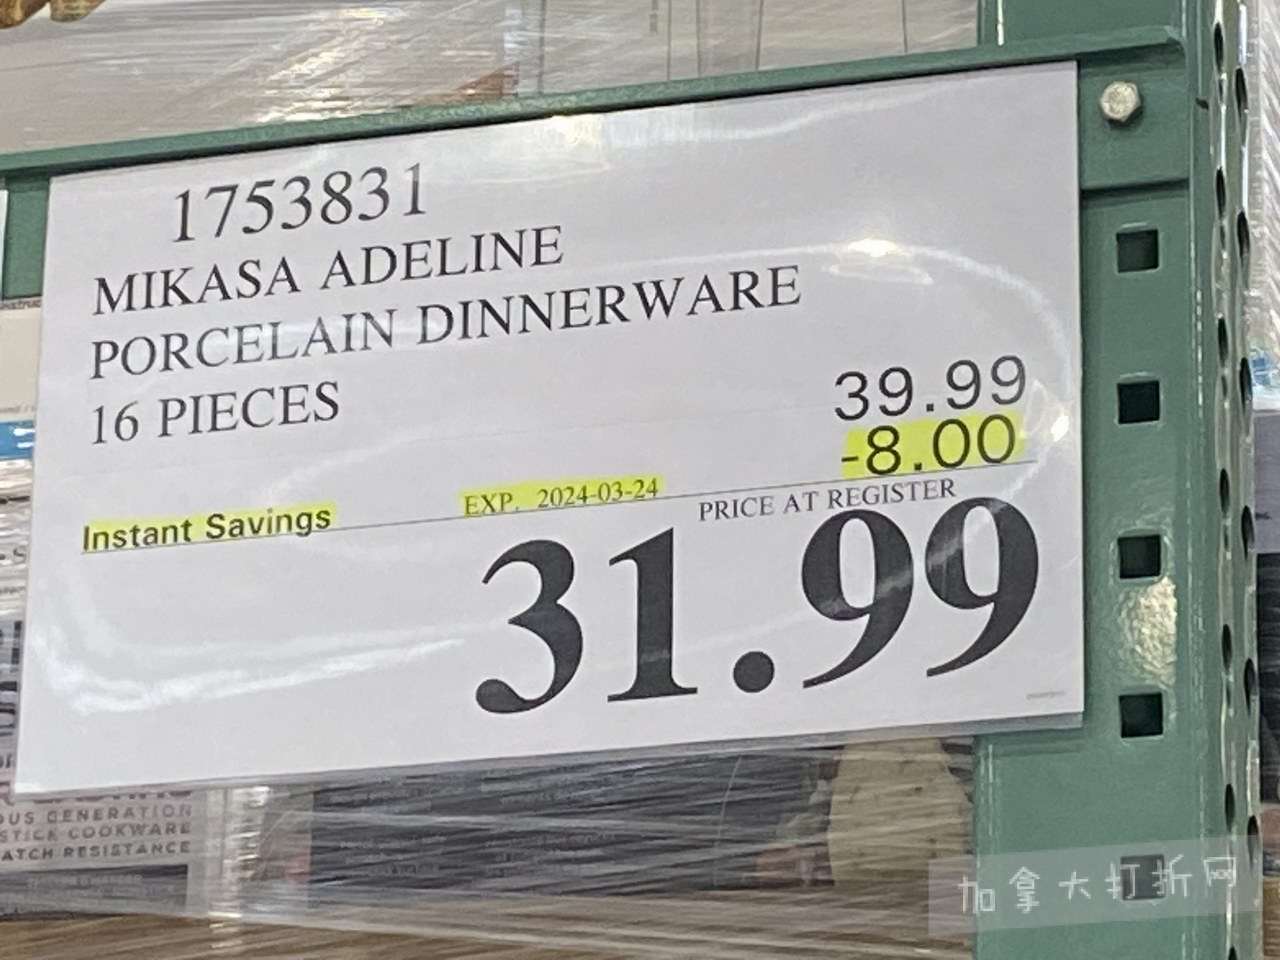 1753831
MIKASA ADELINE
PORCELAIN DINNERWARE
16 PIECES
39.99
-8.00
Instant Savings
EXP. 2024-03-24
PRICE AT REGISTER
31.99
OUS GENERATION
STICK COOKWARE
ATCH RESISTANCE
加拿大打折网